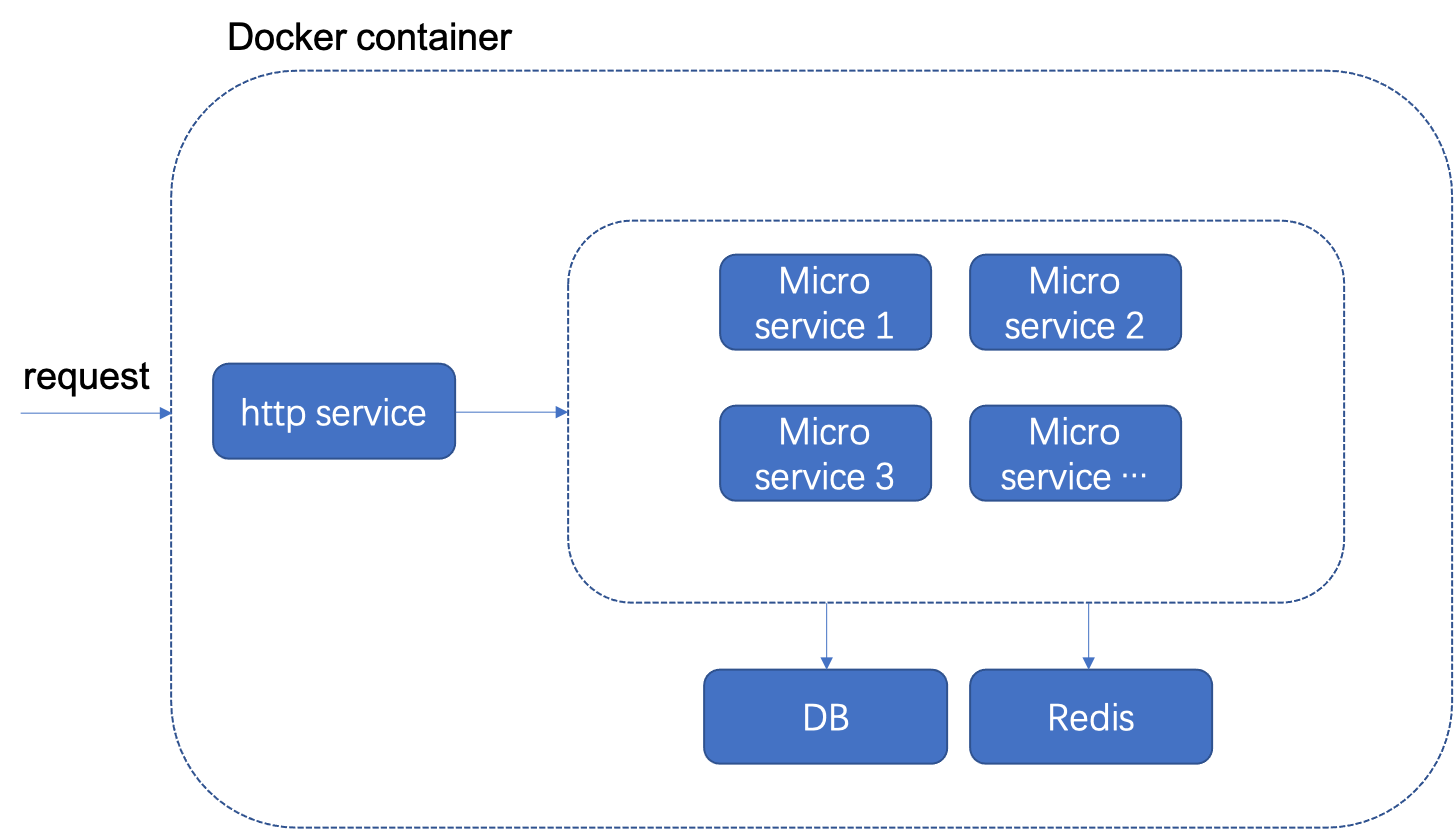 Docker container
request
http service
Micro
service 1
Micro
service 2
Micro
service 3
Micro
service ···
DB
Redis